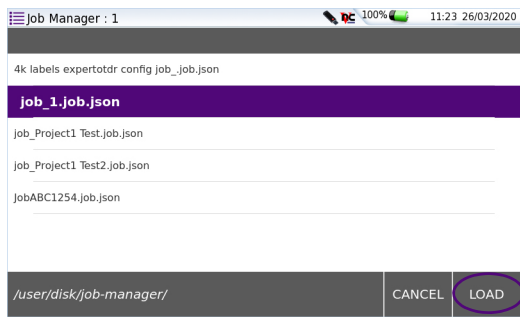 Job Manager : 1
100%
11:23 26/03/2020
4k labels expertotdr config job_.job.json
job_1.job.json
job_Project1 Test.job.json
job_Project1 Test2.job.json
JobABC1254.job.json
/user/disk/job-manager/
CANCEL
LOAD